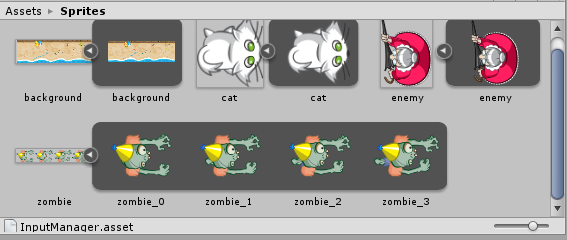 Assets ▸ Sprites
background background cat cat enemy enemy
zombie zombie_0 zombie_1 zombie_2 zombie_3
InputManager.asset